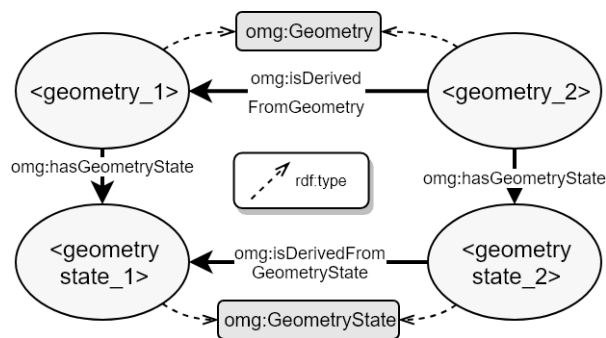 omg:Geometry
<geometry_1>
omg:isDerived
FromGeometry
<geometry_2>
omg:hasGeometryState
omg:hasGeometryState
rdf:type
<geometry
state_1>
omg:isDerivedFrom
GeometryState
<geometry
state_2>
omg:GeometryState